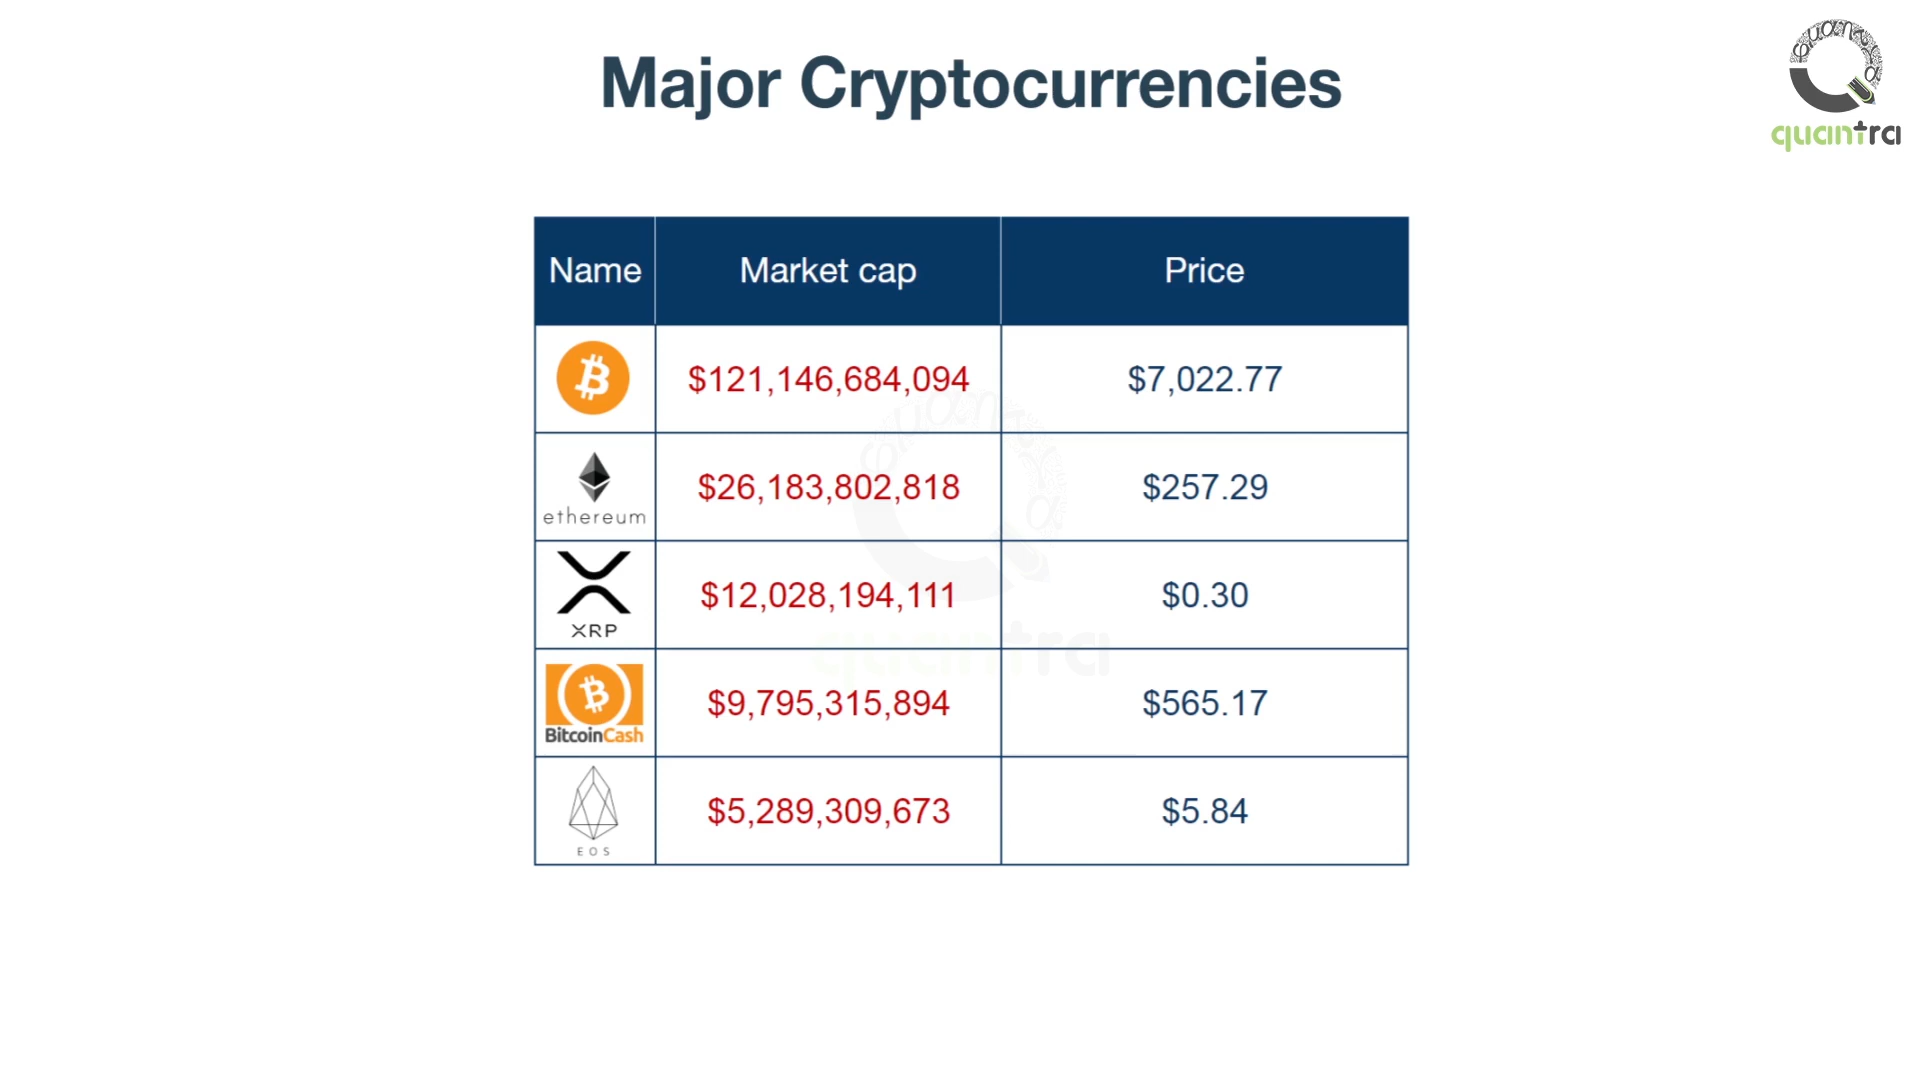 Major Cryptocurrencies
quantra
Name Market cap Price
$121,146,684,094 $7,022.77
ethereum $26,183,802,818 $257.29
XRP $12,028,194,111 $0.30
BitcoinCash $9,795,315,894 $565.17
EOS $5,289,309,673 $5.84
quantra